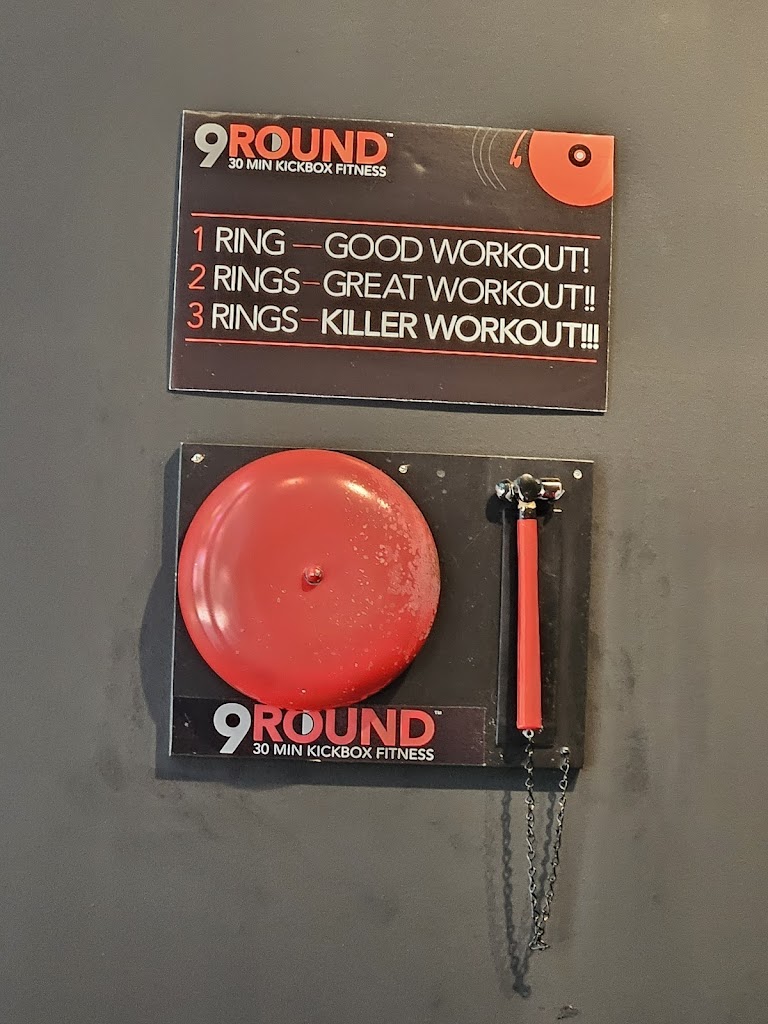 9ROUND™
30 MIN KICKBOX FITNESS
1 RING — GOOD WORKOUT!
2 RINGS – GREAT WORKOUT!!
3 RINGS – KILLER WORKOUT!!!
9ROUND™
30 MIN KICKBOX FITNESS